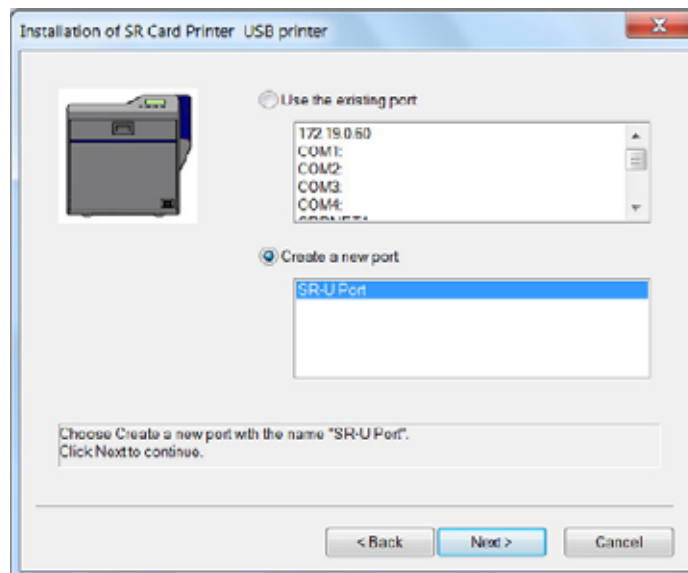 Installation of SR Card Printer USB printer
Use the existing port
172.19.0.60
COM1:
COM2:
COM3:
COM4:
Create a new port
SR-U Port
Choose Create a new port with the name "SR-U Port".
Click Next to continue.
< Back
Next >
Cancel